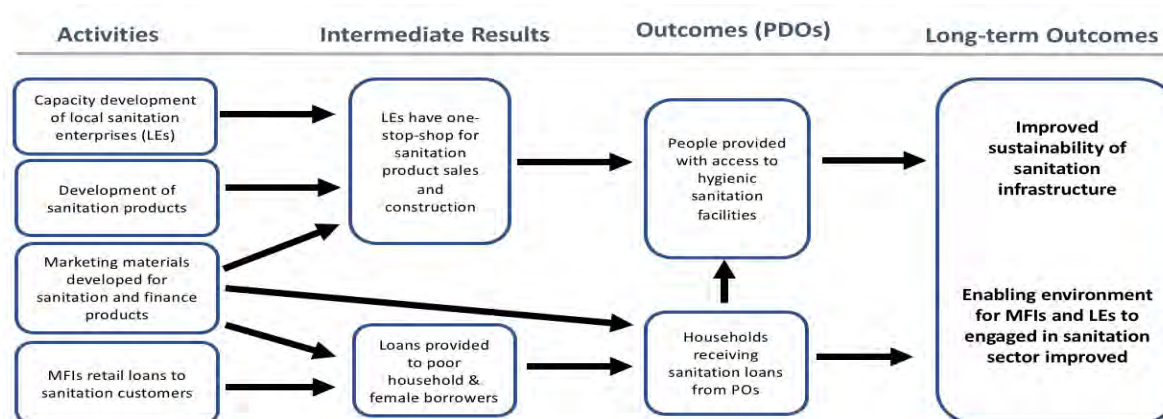 Activities
Intermediate Results
Outcomes (PDOs)
Long-term Outcomes
Capacity development
of local sanitation
enterprises (LEs)
Development of
sanitation products
Marketing materials
developed for
sanitation and finance
products
MFIs retail loans to
sanitation customers
LEs have one-
stop-shop for
sanitation
product sales
and
construction
Loans provided
to poor
household &
female borrowers
People provided
with access to
hygienic
sanitation
facilities
Households
receiving
sanitation loans
from POs
Improved
sustainability of
sanitation
infrastructure
Enabling environment
for MFIs and LEs to
engaged in sanitation
sector improved